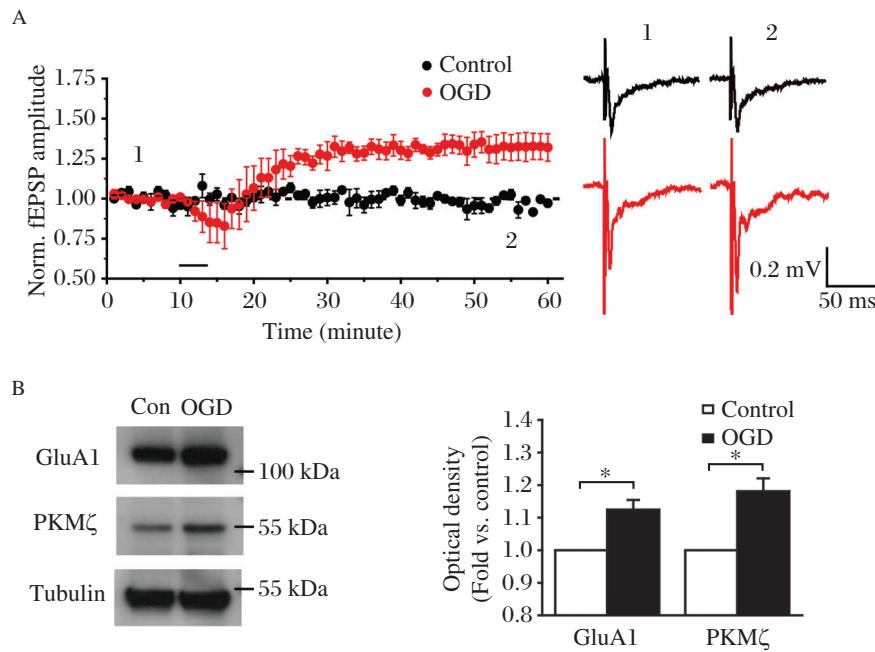 A
Norm. fEPSP amplitude
1.75
1.50
1.25
1.00
0.75
0.50
0 10 20 30 40 50 60
Time (minute)
1
2
Control
OGD
1 2
0.2 mV
50 ms
B
Con OGD
GluA1
100 kDa
PKMζ
55 kDa
Tubulin
55 kDa
Optical density
(Fold vs. control)
1.4
1.3
1.2
1.1
1.0
0.9
0.8
Control
OGD
* *
GluA1 PKMζ